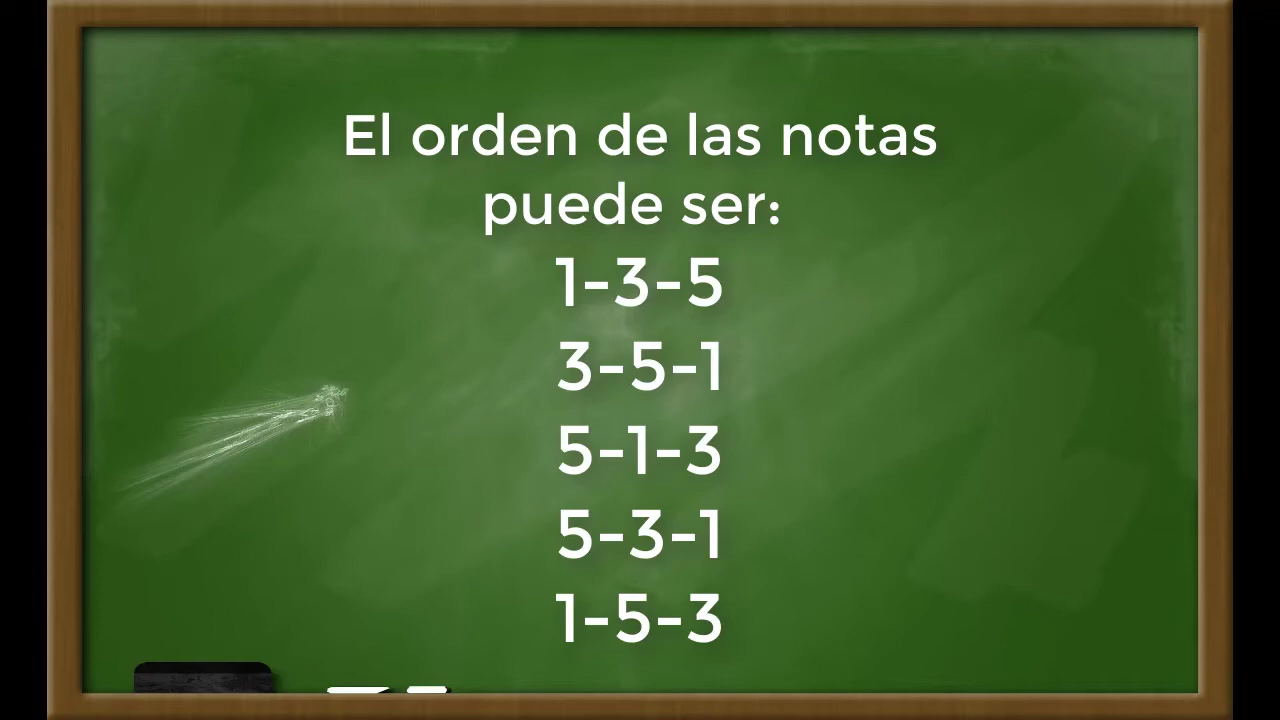 El orden de las notas
puede ser:
1-3-5
3-5-1
5-1-3
5-3-1
1-5-3